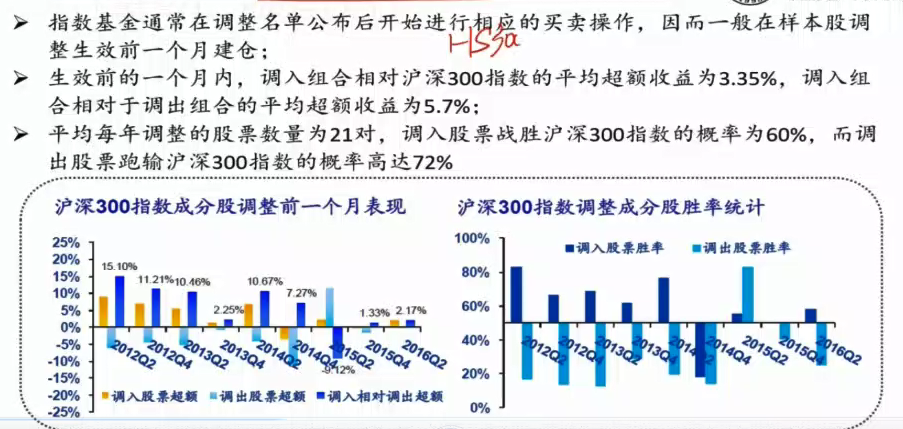 ➢ 指数基金通常在调整名单公布后开始进行相应的买卖操作，因而一般在样本股调
整生效前一个月建仓；
HS300
➢ 生效前的一个月内，调入组合相对沪深300指数的平均超额收益为3.35%，调入组
合相对于调出组合的平均超额收益为5.7%；
➢ 平均每年调整的股票数量为21对，调入股票战胜沪深300指数的概率为60%，而调
出股票跑输沪深300指数的概率高达72%
沪深300指数成分股调整前一个月表现
25%
20%
15%
10%
5%
0%
-5%
-10%
-15%
-20%
-25%
15.10%
11.21%
10.46%
2.25%
10.67%
7.27%
-9.12%
1.33%
2.17%
2012Q2
2012Q4
2013Q2
2013Q4
2014Q2
2014Q4
2015Q2
2015Q4
2016Q2
调入股票超额 调出股票超额 调入相对调出超额
沪深300指数调整成分股胜率统计
调入股票胜率 调出股票胜率
100%
80%
60%
40%
20%
0%
2012Q2
2012Q4
2013Q2
2013Q4
2014Q2
2014Q4
2015Q2
2015Q4
2016Q2